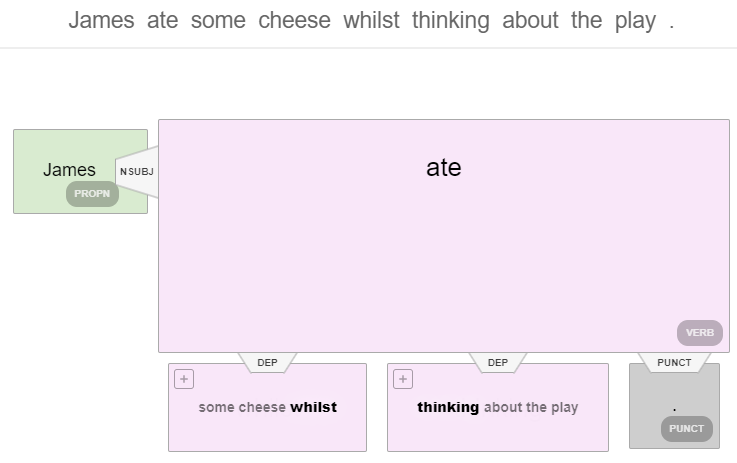 James ate some cheese whilst thinking about the play .
ate
James
NSUBJ
PROPN
VERB
DEP
DEP
PUNCT
+
+
some cheese whilst
thinking about the play
.
PUNCT